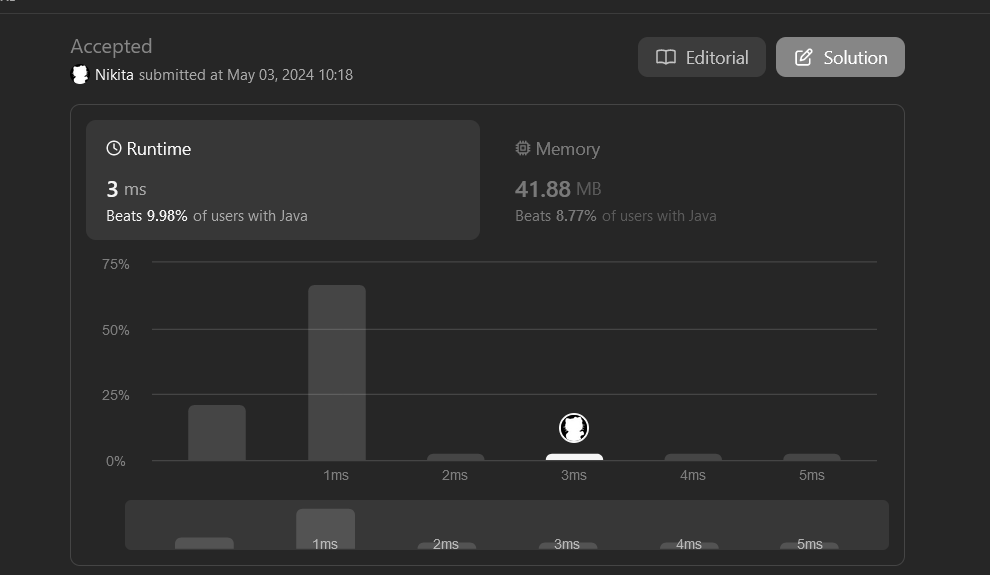 Accepted
Nikita submitted at May 03, 2024 10:18
Editorial
Solution
Runtime
3 ms
Beats 9.98% of users with Java
Memory
41.88 MB
Beats 8.77% of users with Java
75%
50%
25%
0%
1ms 2ms 3ms 4ms 5ms
1ms 2ms 3ms 4ms 5ms